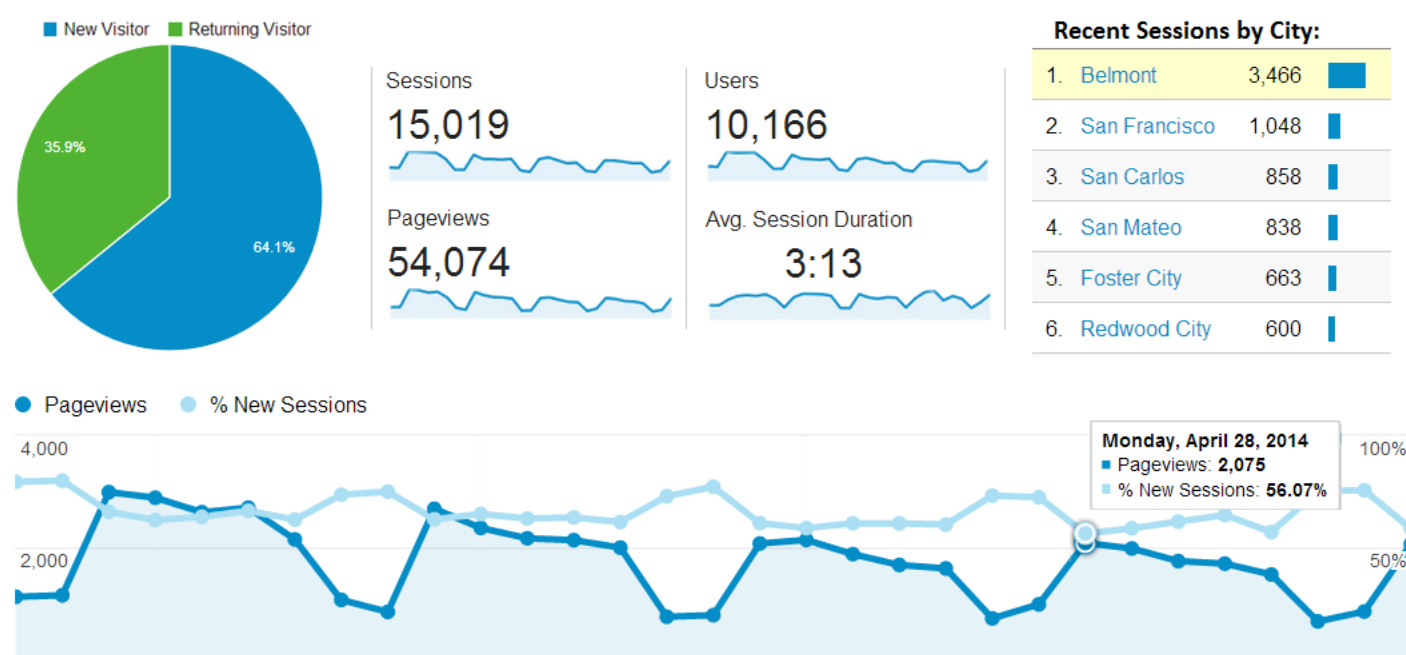 New Visitor Returning Visitor
35.9%
64.1%
Sessions
15,019
Users
10,166
Pageviews
54,074
Avg. Session Duration
3:13
Recent Sessions by City:
1. Belmont 3,466
2. San Francisco 1,048
3. San Carlos 858
4. San Mateo 838
5. Foster City 663
6. Redwood City 600
Pageviews % New Sessions
4,000
2,000
Monday, April 28, 2014
Pageviews: 2,075
% New Sessions: 56.07%
100%
50%